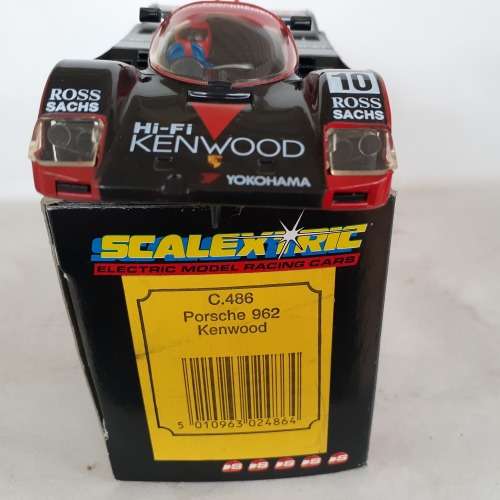 ROSS
SACHS
10
ROSS
SACHS
Hi-Fi
KENWOOD
YOKOHAMA
SCALEXTRIC
ELECTRIC MODEL RACING CARS
C.486
Porsche 962
Kenwood
5 010963 024864